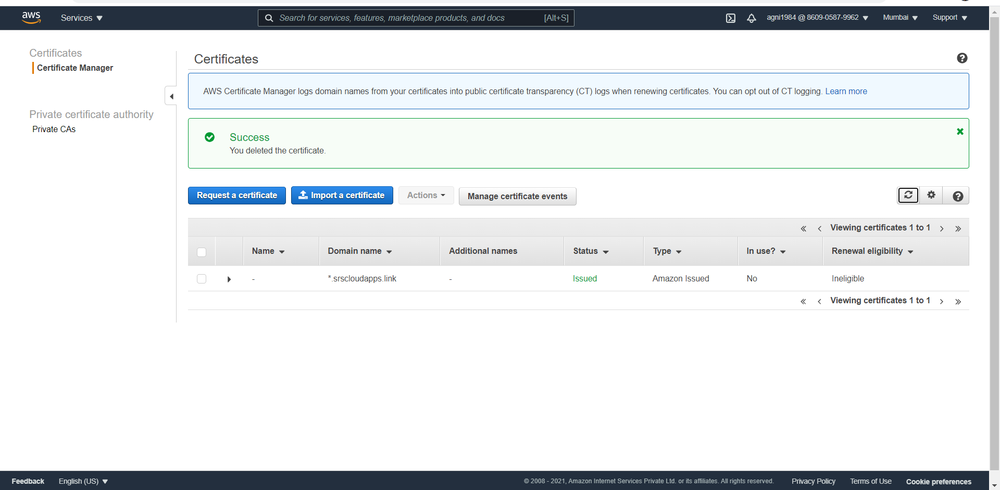 aws
Services
Search for services, features, marketplace products, and docs [Alt+S]
agni1984 @ 8609-0587-9962
Mumbai
Support
Certificates
Certificate Manager
Private certificate authority
Private CAs
Certificates
AWS Certificate Manager logs domain names from your certificates into public certificate transparency (CT) logs when renewing certificates. You can opt out of CT logging. Learn more
Success
You deleted the certificate.
Request a certificate
Import a certificate
Actions
Manage certificate events
« ‹ Viewing certificates 1 to 1 › »
Name Domain name Additional names Status Type In use? Renewal eligibility
- *.srscloudapps.link - Issued Amazon Issued No Ineligible
« ‹ Viewing certificates 1 to 1 › »
Feedback English (US) © 2008 - 2021, Amazon Internet Services Private Ltd. or its affiliates. All rights reserved. Privacy Policy Terms of Use Cookie preferences